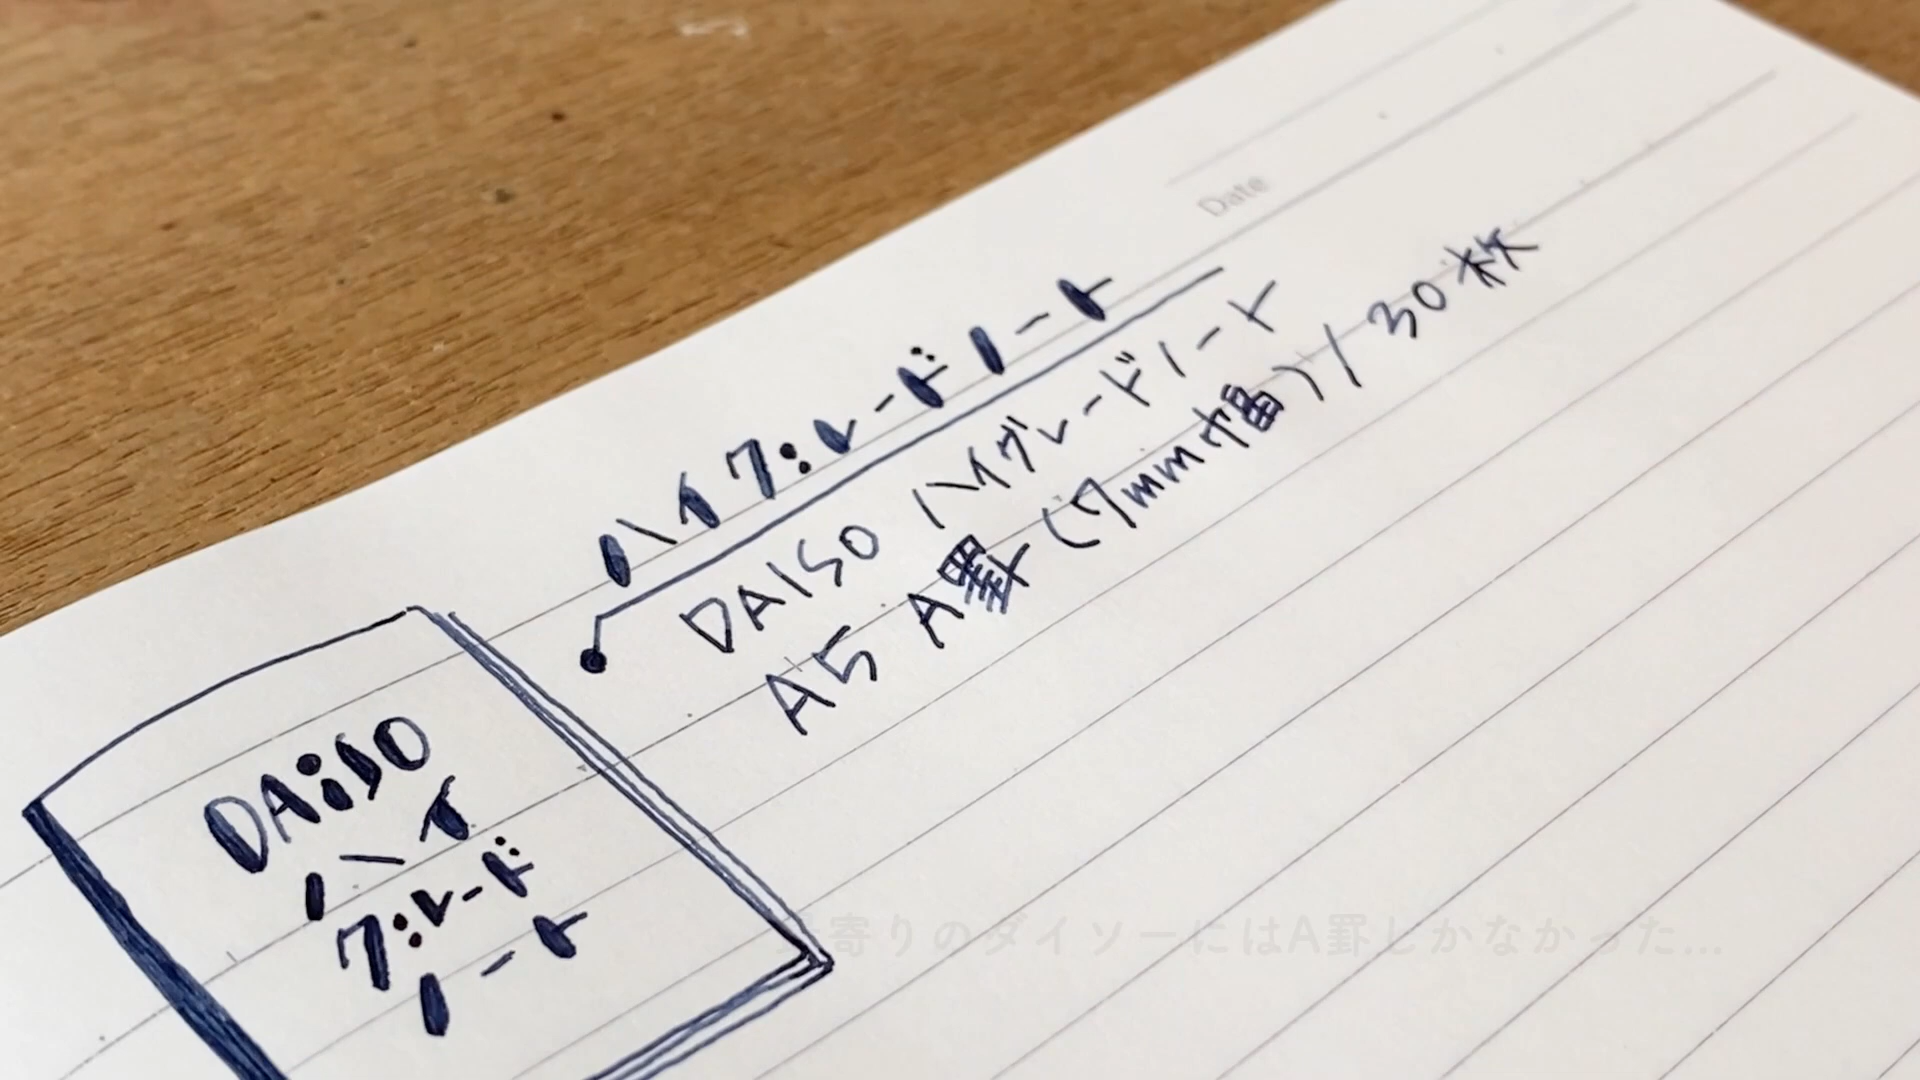 Date
ハイグレードノート
DAISO ハイグレードノート
A5 A罫(7mm幅)/30枚
DAiSO
ハイ
グレード
ノート
寄りのダイソーにはA罫とかなかった...